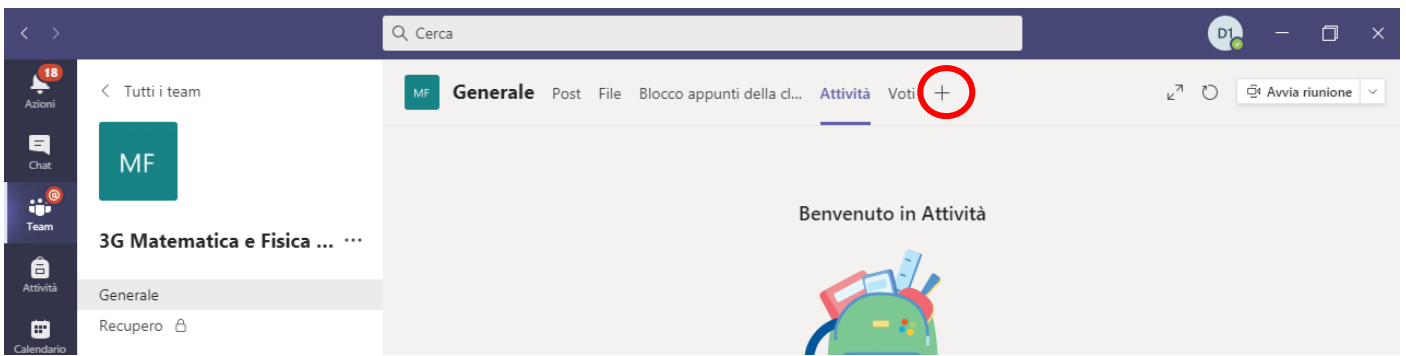 Cerca
D1
18
Azioni
Chat
@
Team
Attività
Calendario
Tutti i team
MF
3G Matematica e Fisica ... ···
Generale
Recupero
MF Generale Post File Blocco appunti della cl... Attività Voti +
Avvia riunione
Benvenuto in Attività